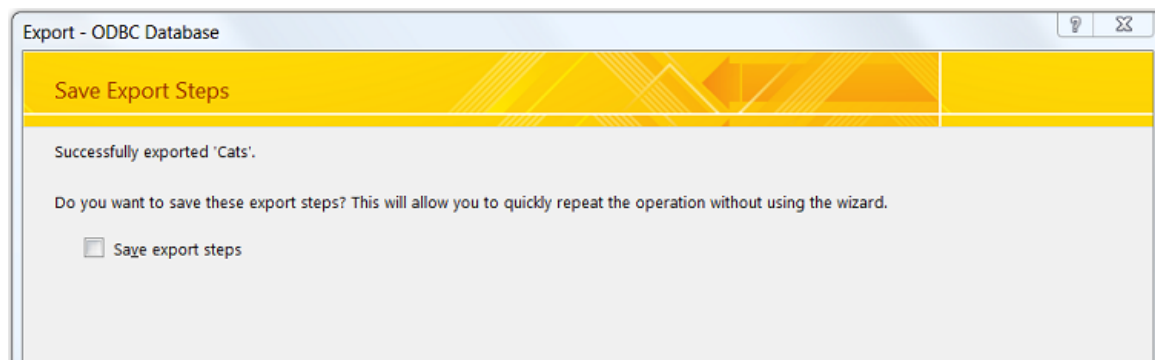 Export - ODBC Database
Save Export Steps
Successfully exported 'Cats'.
Do you want to save these export steps? This will allow you to quickly repeat the operation without using the wizard.
Save export steps